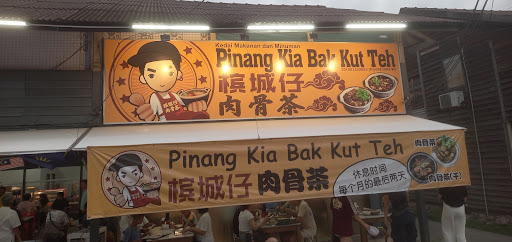 Kedai Makanan dan Minuman
Pinang Kia Bak Kut Teh
槟城仔
肉骨茶
Pinang Kia Bak Kut Teh
槟城仔 肉骨茶
休息时间
每个月的最后两天
肉骨茶
肉骨茶(干)